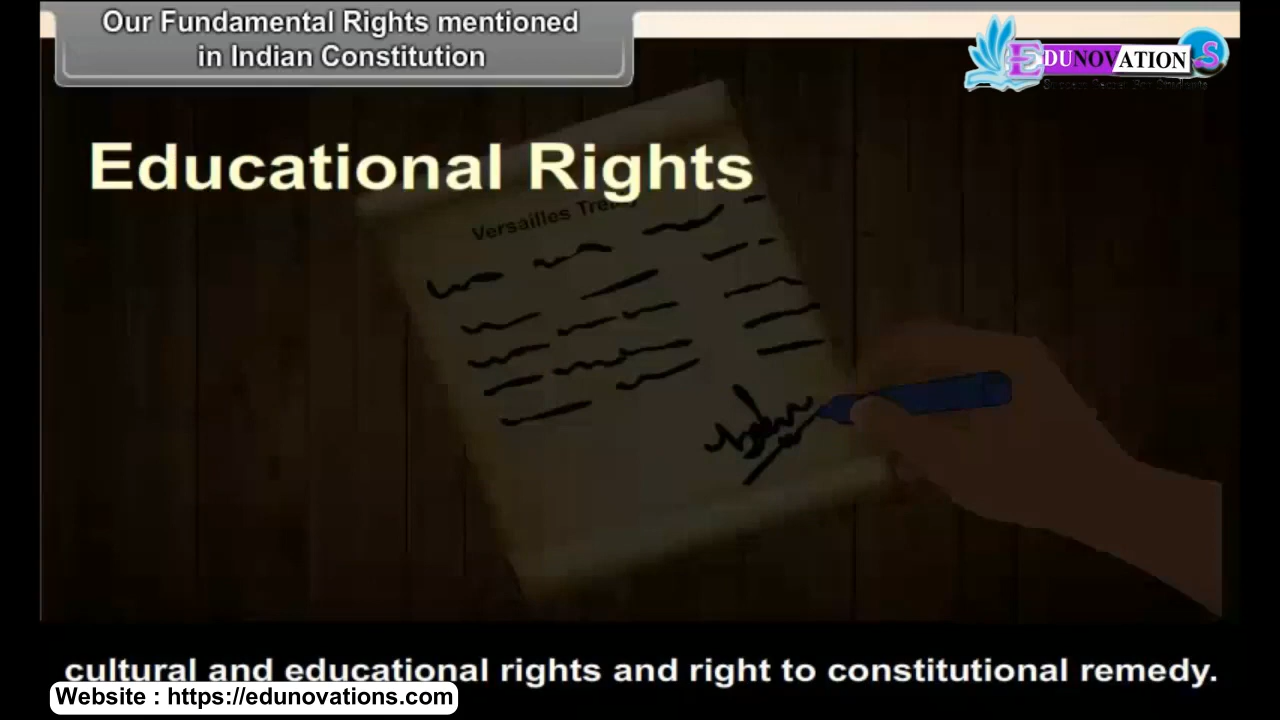 Our Fundamental Rights mentioned
in Indian Constitution
EDUNOVATION S
Educational Rights
Versailles
cultural and educational rights and right to constitutional remedy.
Website : https://edunovations.com